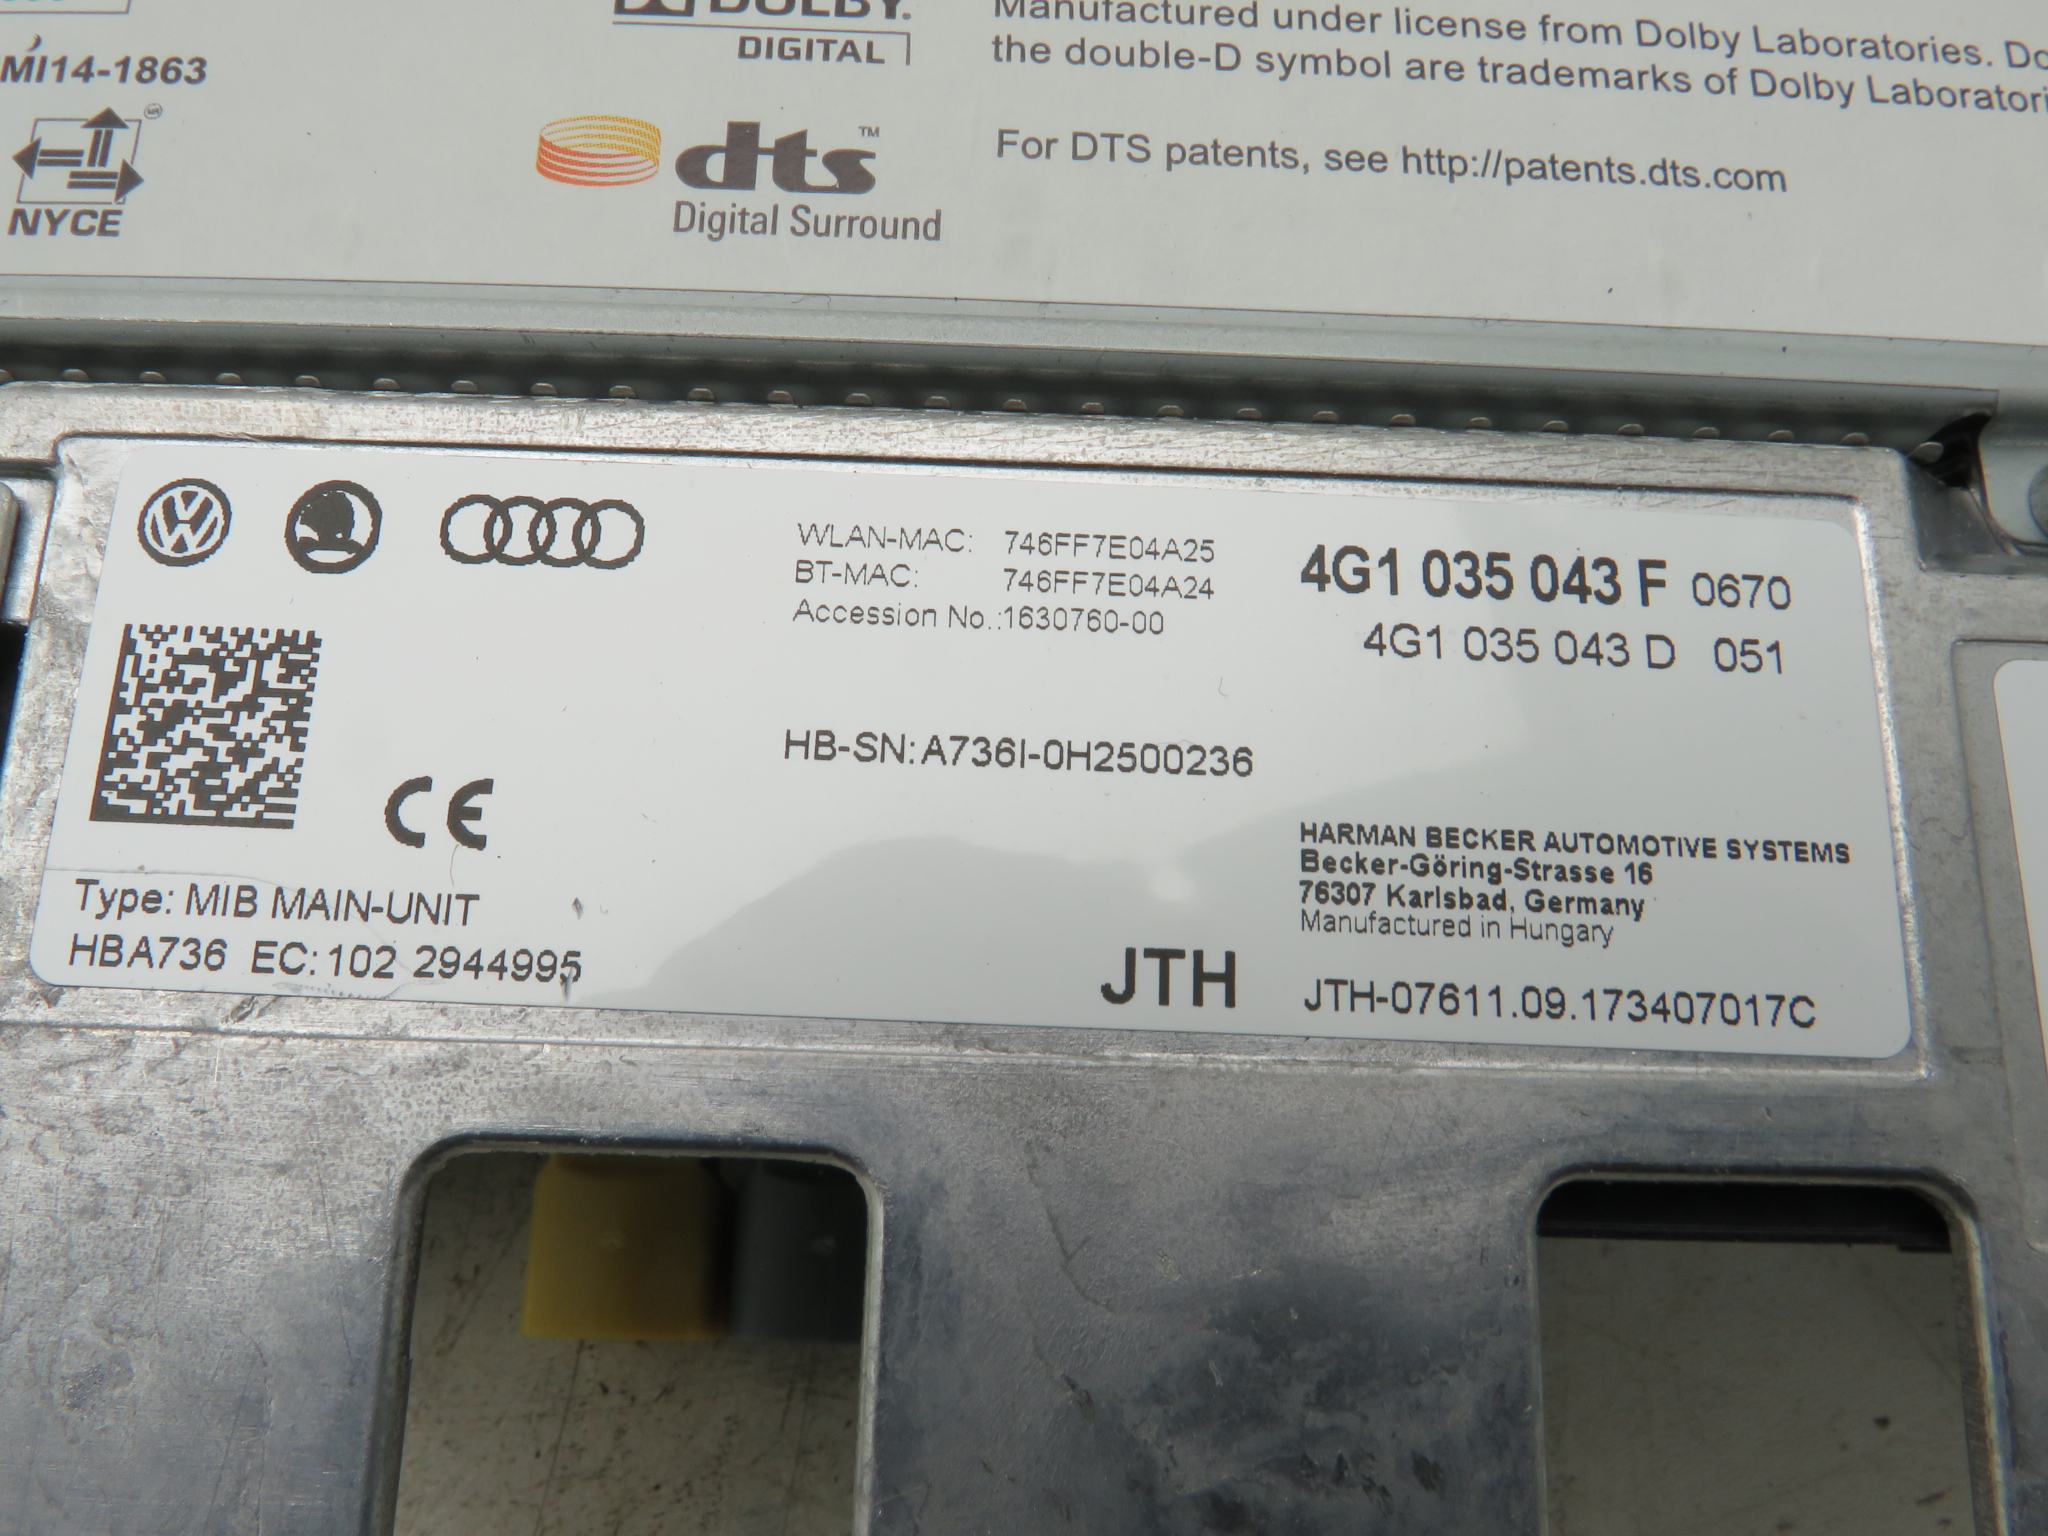 DOLBY.
DIGITAL
Manufactured under license from Dolby Laboratories.
the double-D symbol are trademarks of Dolby
MI14-1863
NYCE
dts™
Digital Surround
For DTS patents, see http://patents.dts.com
WLAN-MAC: 746FF7E04A25
BT-MAC: 746FF7E04A24
Accession No.:1630760-00
4G1 035 043 F 0670
4G1 035 043 D 051
HB-SN: A736I-0H2500236
CE
HARMAN BECKER AUTOMOTIVE SYSTEMS
Becker-Göring-Strasse 16
76307 Karlsbad, Germany
Manufactured in Hungary
Type: MIB MAIN-UNIT
HBA736 EC: 102 2944995
JTH
JTH-07611.09.173407017C